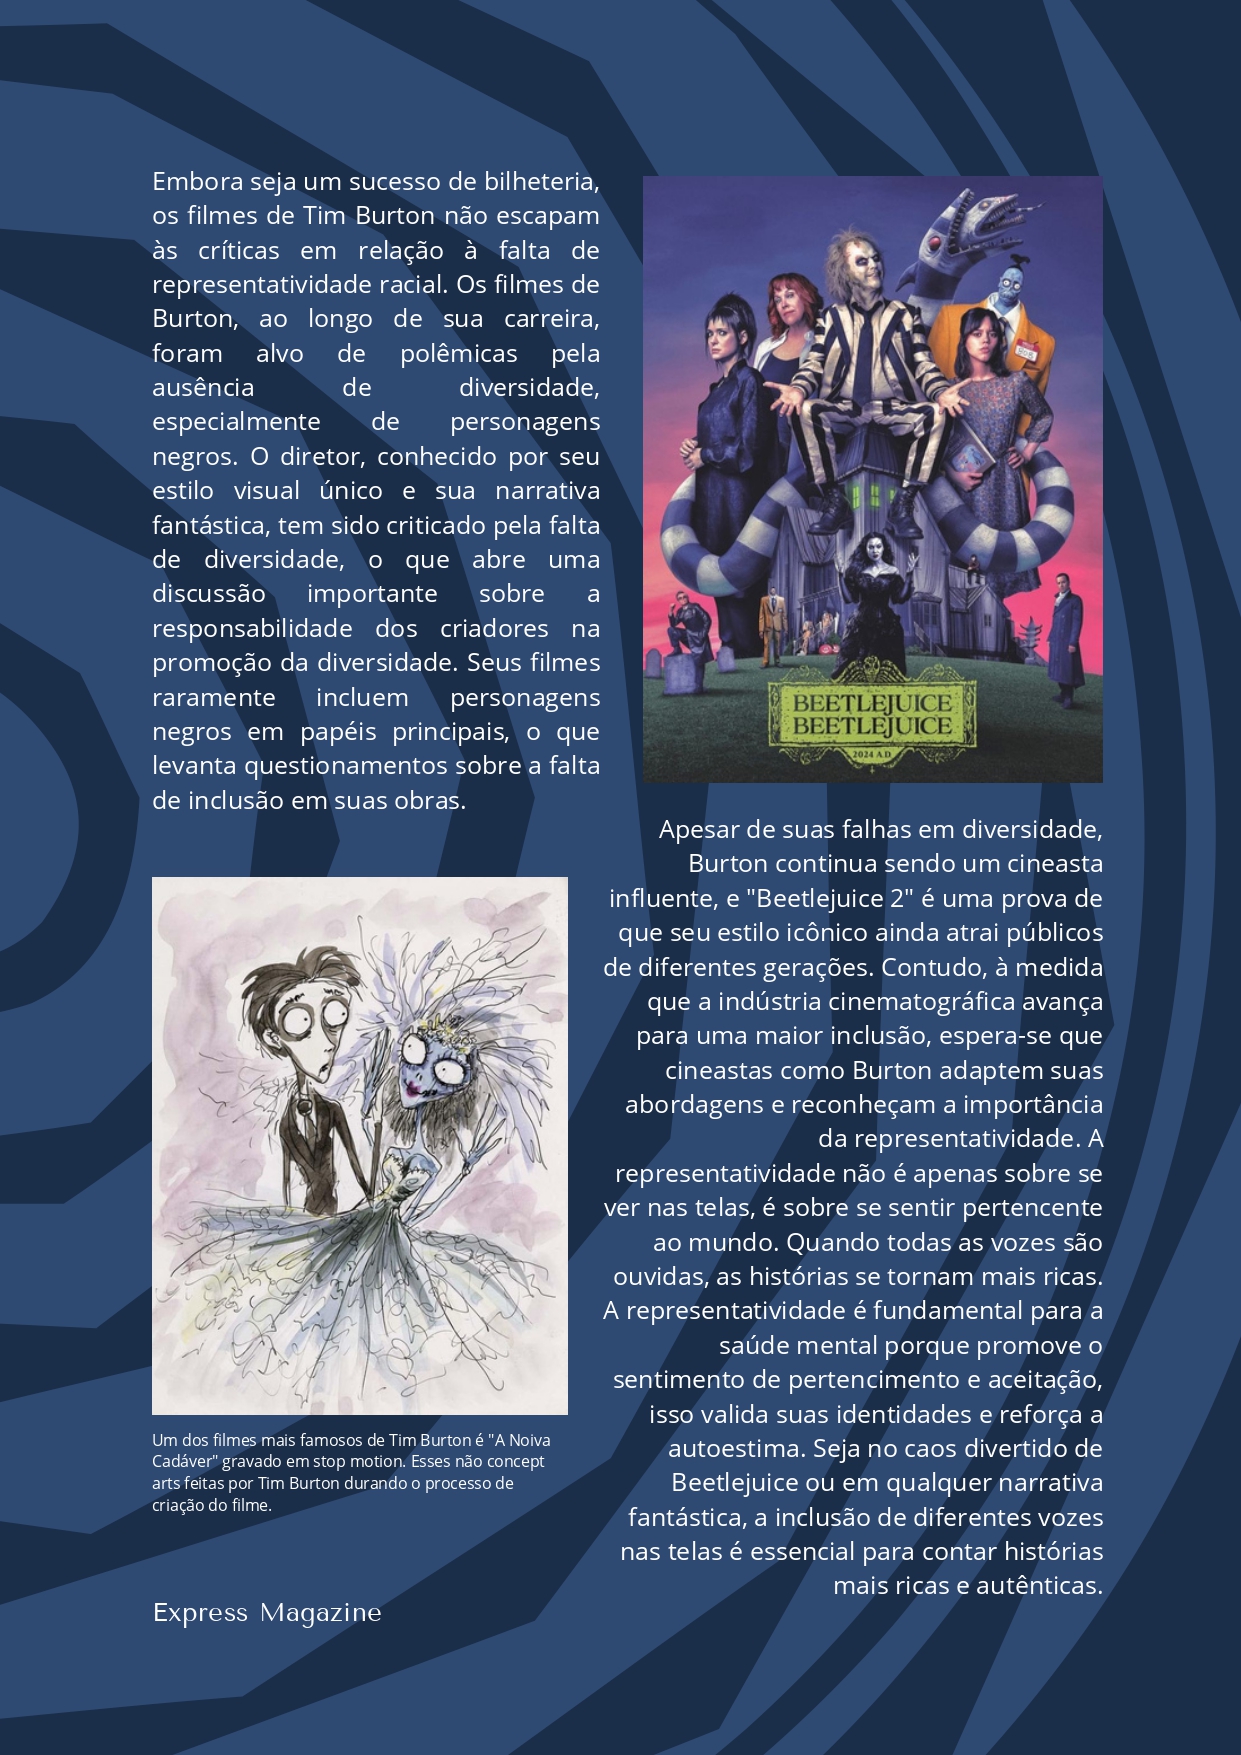 Embora seja um sucesso de bilheteria,
os filmes de Tim Burton não escapam
às críticas em relação à falta de
representatividade racial. Os filmes de
Burton, ao longo de sua carreira,
foram alvo de polêmicas pela
ausência de diversidade,
especialmente de personagens
negros. O diretor, conhecido por seu
estilo visual único e sua narrativa
fantástica, tem sido criticado pela falta
de diversidade, o que abre uma
discussão importante sobre a
responsabilidade dos criadores na
promoção da diversidade. Seus filmes
raramente incluem personagens
negros em papéis principais, o que
levanta questionamentos sobre a falta
de inclusão em suas obras.
Um dos filmes mais famosos de Tim Burton é "A Noiva
Cadáver" gravado em stop motion. Esses não concept
arts feitas por Tim Burton durando o processo de
criação do filme.
Express Magazine
BOB
BEETLEJUICE
BEETLEJUICE
2024 A.D.
Apesar de suas falhas em diversidade,
Burton continua sendo um cineasta
influente, e "Beetlejuice 2" é uma prova de
que seu estilo icônico ainda atrai públicos
de diferentes gerações. Contudo, à medida
que a indústria cinematográfica avança
para uma maior inclusão, espera-se que
cineastas como Burton adaptem suas
abordagens e reconheçam a importância
da representatividade. A
representatividade não é apenas sobre se
ver nas telas, é sobre se sentir pertencente
ao mundo. Quando todas as vozes são
ouvidas, as histórias se tornam mais ricas.
A representatividade é fundamental para a
saúde mental porque promove o
sentimento de pertencimento e aceitação,
isso valida suas identidades e reforça a
autoestima. Seja no caos divertido de
Beetlejuice ou em qualquer narrativa
fantástica, a inclusão de diferentes vozes
nas telas é essencial para contar histórias
mais ricas e autênticas.